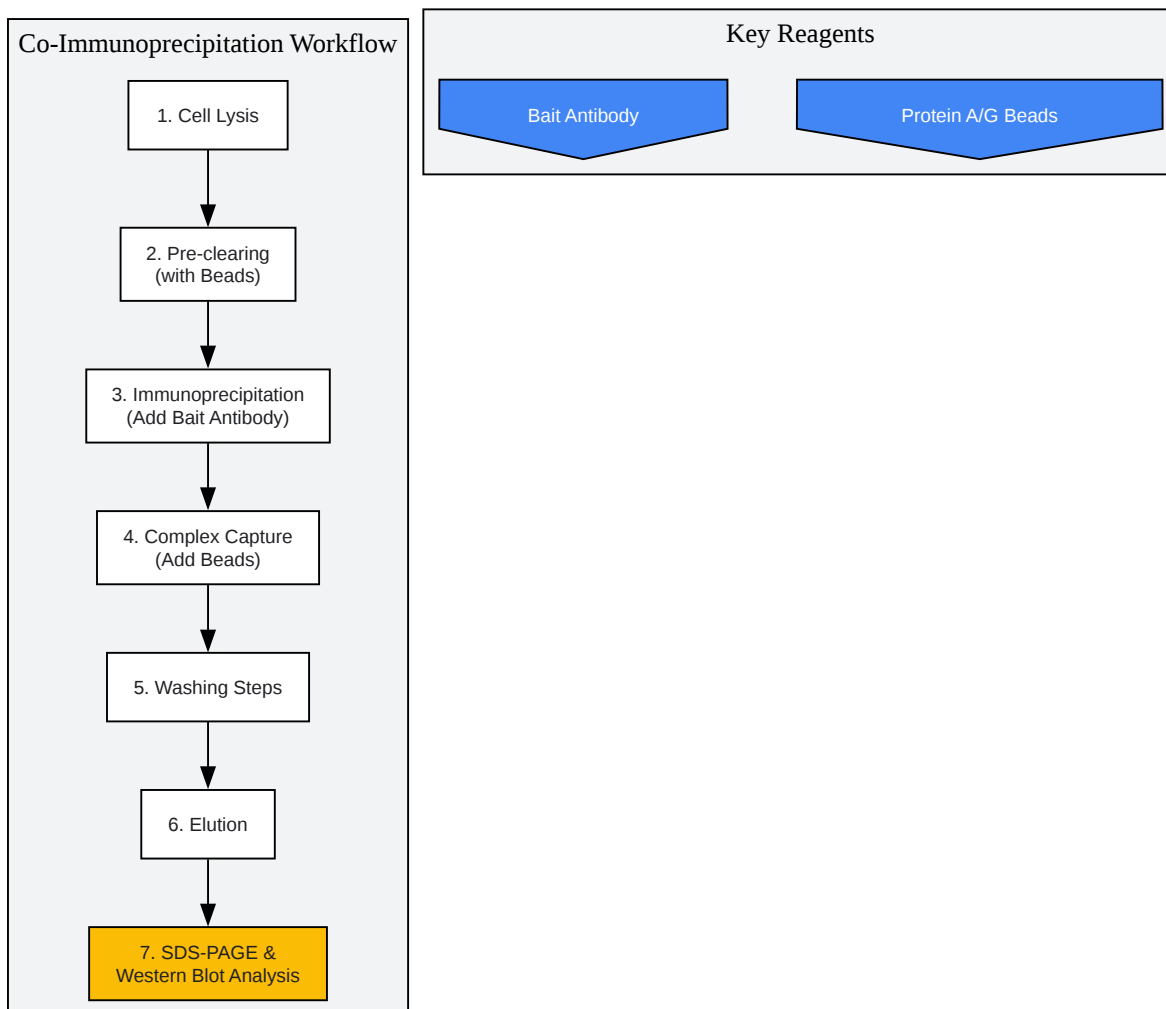 Co-Immunoprecipitation Workflow
1. Cell Lysis
2. Pre-clearing
(with Beads)
3. Immunoprecipitation
(Add Bait Antibody)
4. Complex Capture
(Add Beads)
5. Washing Steps
6. Elution
7. SDS-PAGE &
Western Blot Analysis
Key Reagents
Bait Antibody
Protein A/G Beads